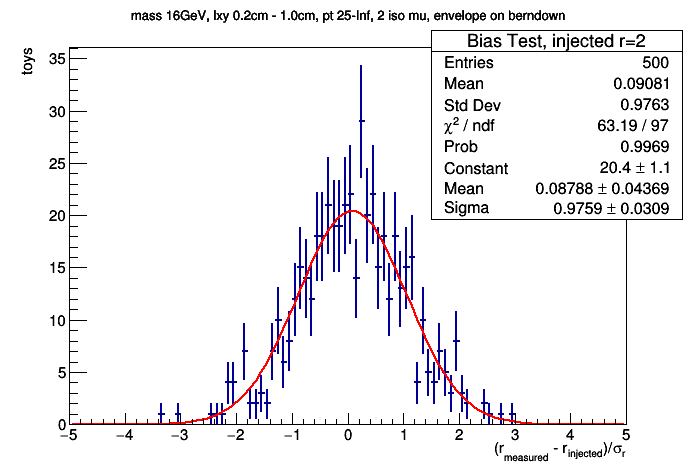 mass 16GeV, lxy 0.2cm - 1.0cm, pt 25-Inf, 2 iso mu, envelope on berndown
Bias Test, injected r=2
Entries 500
Mean 0.09081
Std Dev 0.9763
χ² / ndf 63.19 / 97
Prob 0.9969
Constant 20.4 ± 1.1
Mean 0.08788 ± 0.04369
Sigma 0.9759 ± 0.0309
toys
35
30
25
20
15
10
5
0
−5 −4 −3 −2 −1 0 1 2 3 4 5
(r_measured - r_injected)/σ_r